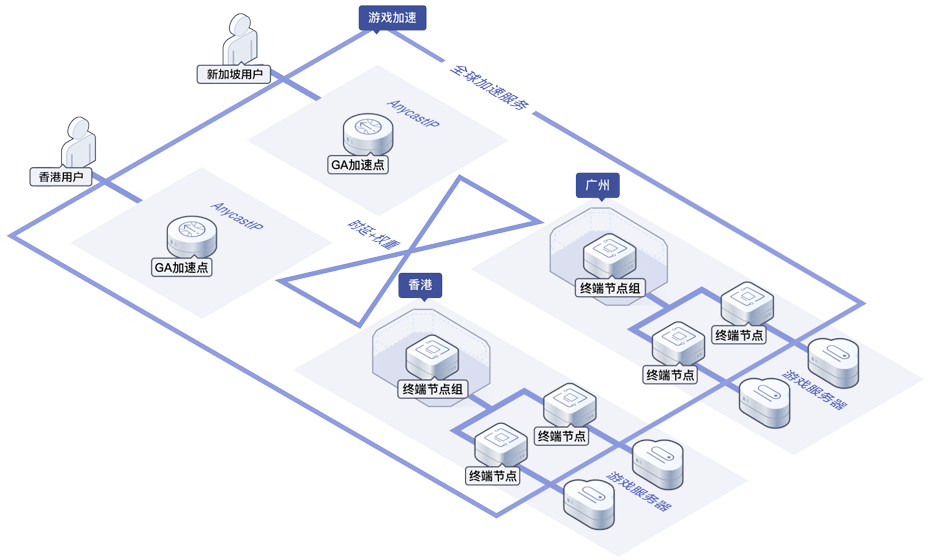 游戏加速
新加坡用户
全球加速服务
AnycastIP
GA加速点
香港用户
AnycastIP
GA加速点
时延+权重
广州
终端节点组
终端节点
终端节点
游戏服务器
香港
终端节点组
终端节点
终端节点
游戏服务器